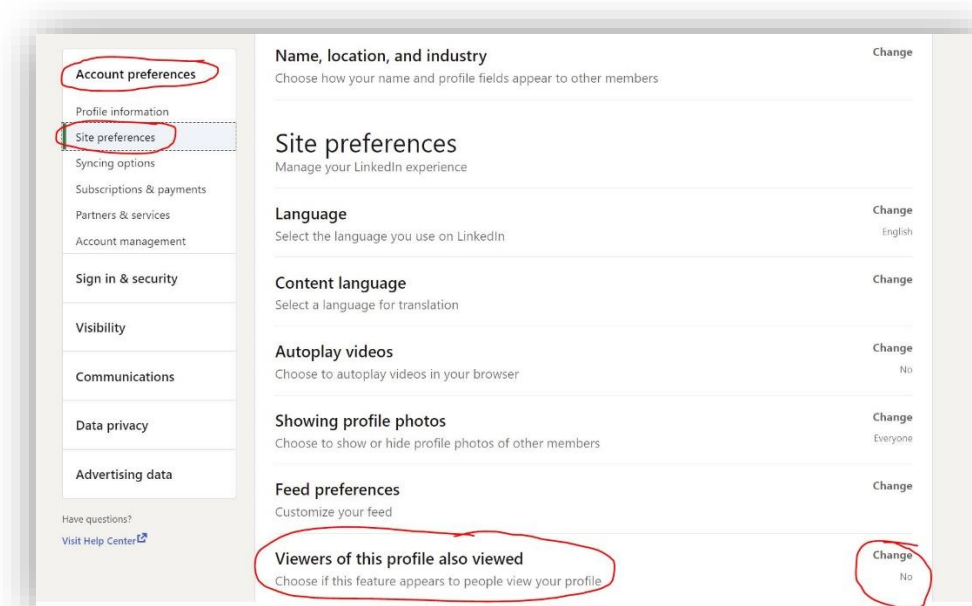 Account preferences
Profile information
Site preferences
Syncing options
Subscriptions & payments
Partners & services
Account management
Sign in & security
Visibility
Communications
Data privacy
Advertising data
Have questions?
Visit Help Center
Name, location, and industry
Change
Choose how your name and profile fields appear to other members
Site preferences
Manage your LinkedIn experience
Language
Change
Select the language you use on LinkedIn
English
Content language
Change
Select a language for translation
Autoplay videos
Change
Choose to autoplay videos in your browser
No
Showing profile photos
Change
Choose to show or hide profile photos of other members
Everyone
Feed preferences
Change
Customize your feed
Viewers of this profile also viewed
Change
Choose if this feature appears to people view your profile
No